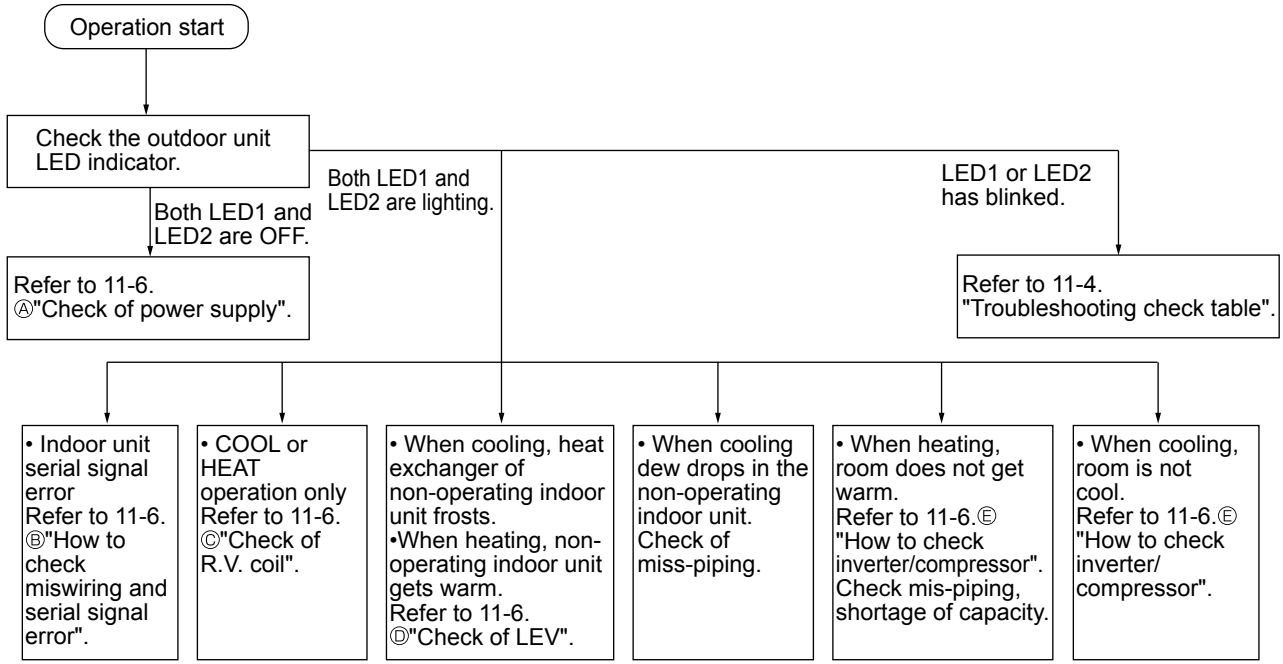 Operation start
Check the outdoor unit
LED indicator.
Both LED1 and
LED2 are OFF.
Both LED1 and
LED2 are lighting.
LED1 or LED2
has blinked.
Refer to 11-6.
Ⓐ"Check of power supply".
Refer to 11-4.
"Troubleshooting check table".
• Indoor unit
serial signal
error
Refer to 11-6.
Ⓑ"How to
check
miswiring and
serial signal
error".
• COOL or
HEAT
operation only
Refer to 11-6.
Ⓒ"Check of
R.V. coil".
• When cooling, heat
exchanger of
non-operating indoor
unit frosts.
•When heating, non-
operating indoor unit
gets warm.
Refer to 11-6.
Ⓓ"Check of LEV".
• When cooling
dew drops in the
non-operating
indoor unit.
Check of
miss-piping.
• When heating,
room does not get
warm.
Refer to 11-6.Ⓔ
"How to check
inverter/compressor".
Check mis-piping,
shortage of capacity.
• When cooling,
room is not
cool.
Refer to 11-6.Ⓔ
"How to check
inverter/
compressor".